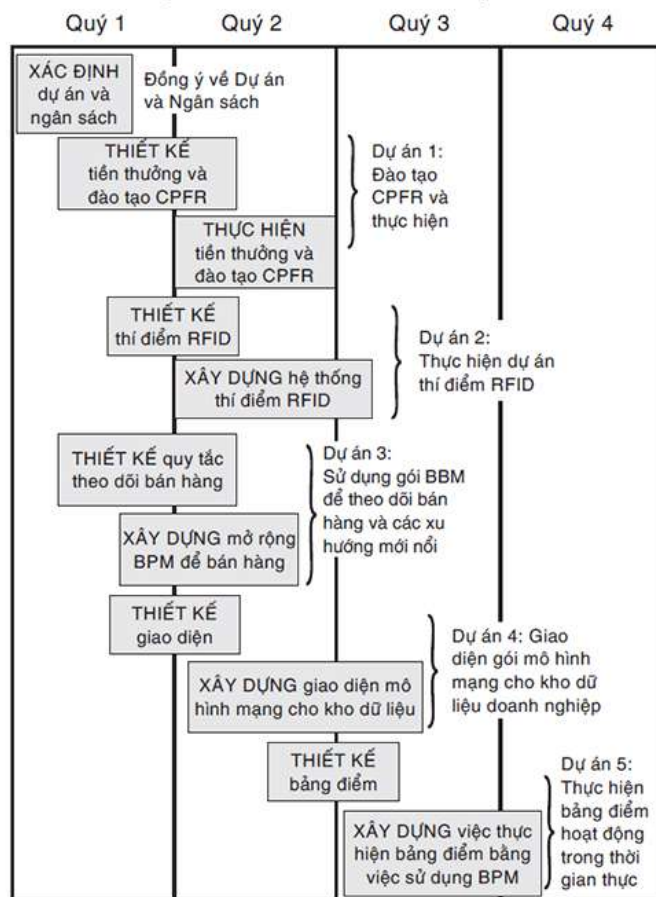 Quý 1 Quý 2 Quý 3 Quý 4
XÁC ĐỊNH
dự án và
ngân sách
Đồng ý về Dự án
và Ngân sách
THIẾT KẾ
tiền thưởng và
đào tạo CPFR
THỰC HIỆN
tiền thưởng và
đào tạo CPFR
Dự án 1:
Đào tạo
CPFR và
thực hiện
THIẾT KẾ
thí điểm RFID
XÂY DỰNG hệ thống
thí điểm RFID
Dự án 2:
Thực hiện dự án
thí điểm RFID
THIẾT KẾ quy tắc
theo dõi bán hàng
XÂY DỰNG mở rộng
BPM để bán hàng
Dự án 3:
Sử dụng gói BBM
để theo dõi bán
hàng và các xu
hướng mới nổi
THIẾT KẾ
giao diện
XÂY DỰNG giao diện mô
hình mạng cho kho dữ liệu
Dự án 4: Giao
diện gói mô hình
mạng cho kho dữ
liệu doanh nghiệp
THIẾT KẾ
bảng điểm
XÂY DỰNG việc thực
hiện bảng điểm bằng
việc sử dụng BPM
Dự án 5:
Thực hiện
bảng điểm
hoạt động
trong thời
gian thực